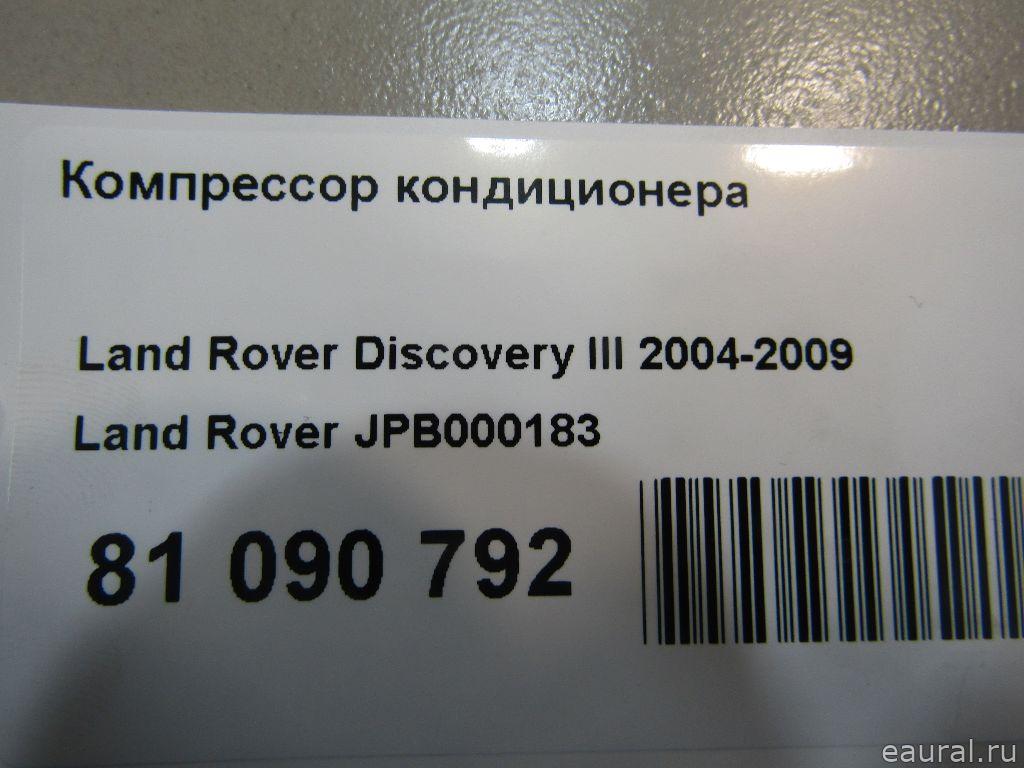 Компрессор кондиционера
Land Rover Discovery III 2004-2009
Land Rover JPB000183
81 090 792
eaural.ru